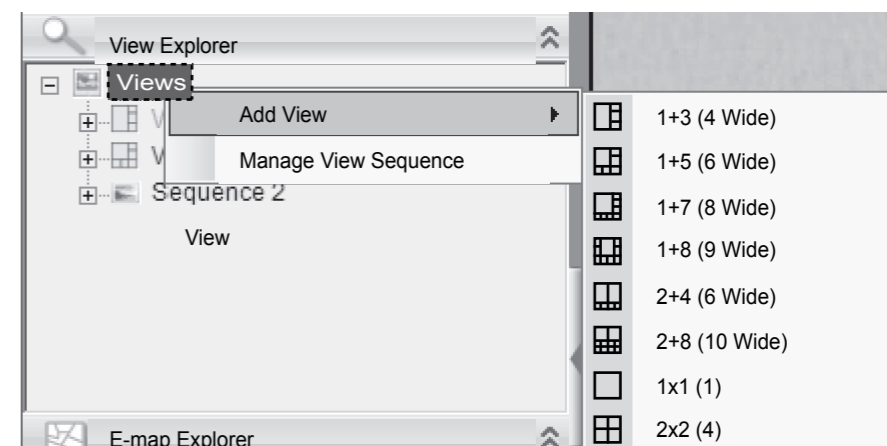 View Explorer
Views
Add View
Manage View Sequence
V
V
Sequence 2
View
E-map Explorer
1+3 (4 Wide)
1+5 (6 Wide)
1+7 (8 Wide)
1+8 (9 Wide)
2+4 (6 Wide)
2+8 (10 Wide)
1x1 (1)
2x2 (4)